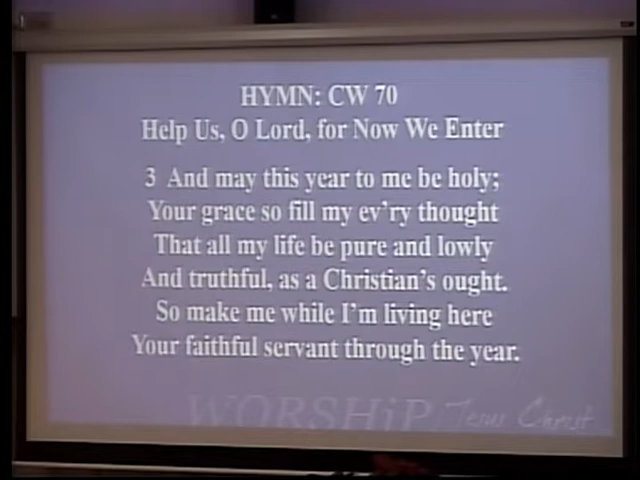 HYMN: CW 70
Help Us, O Lord, for Now We Enter
3 And may this year to me be holy;
Your grace so fill my ev'ry thought
That all my life be pure and lowly
And truthful, as a Christian's ought.
So make me while I'm living here
Your faithful servant through the year.
WORSHiP Jesus Christ